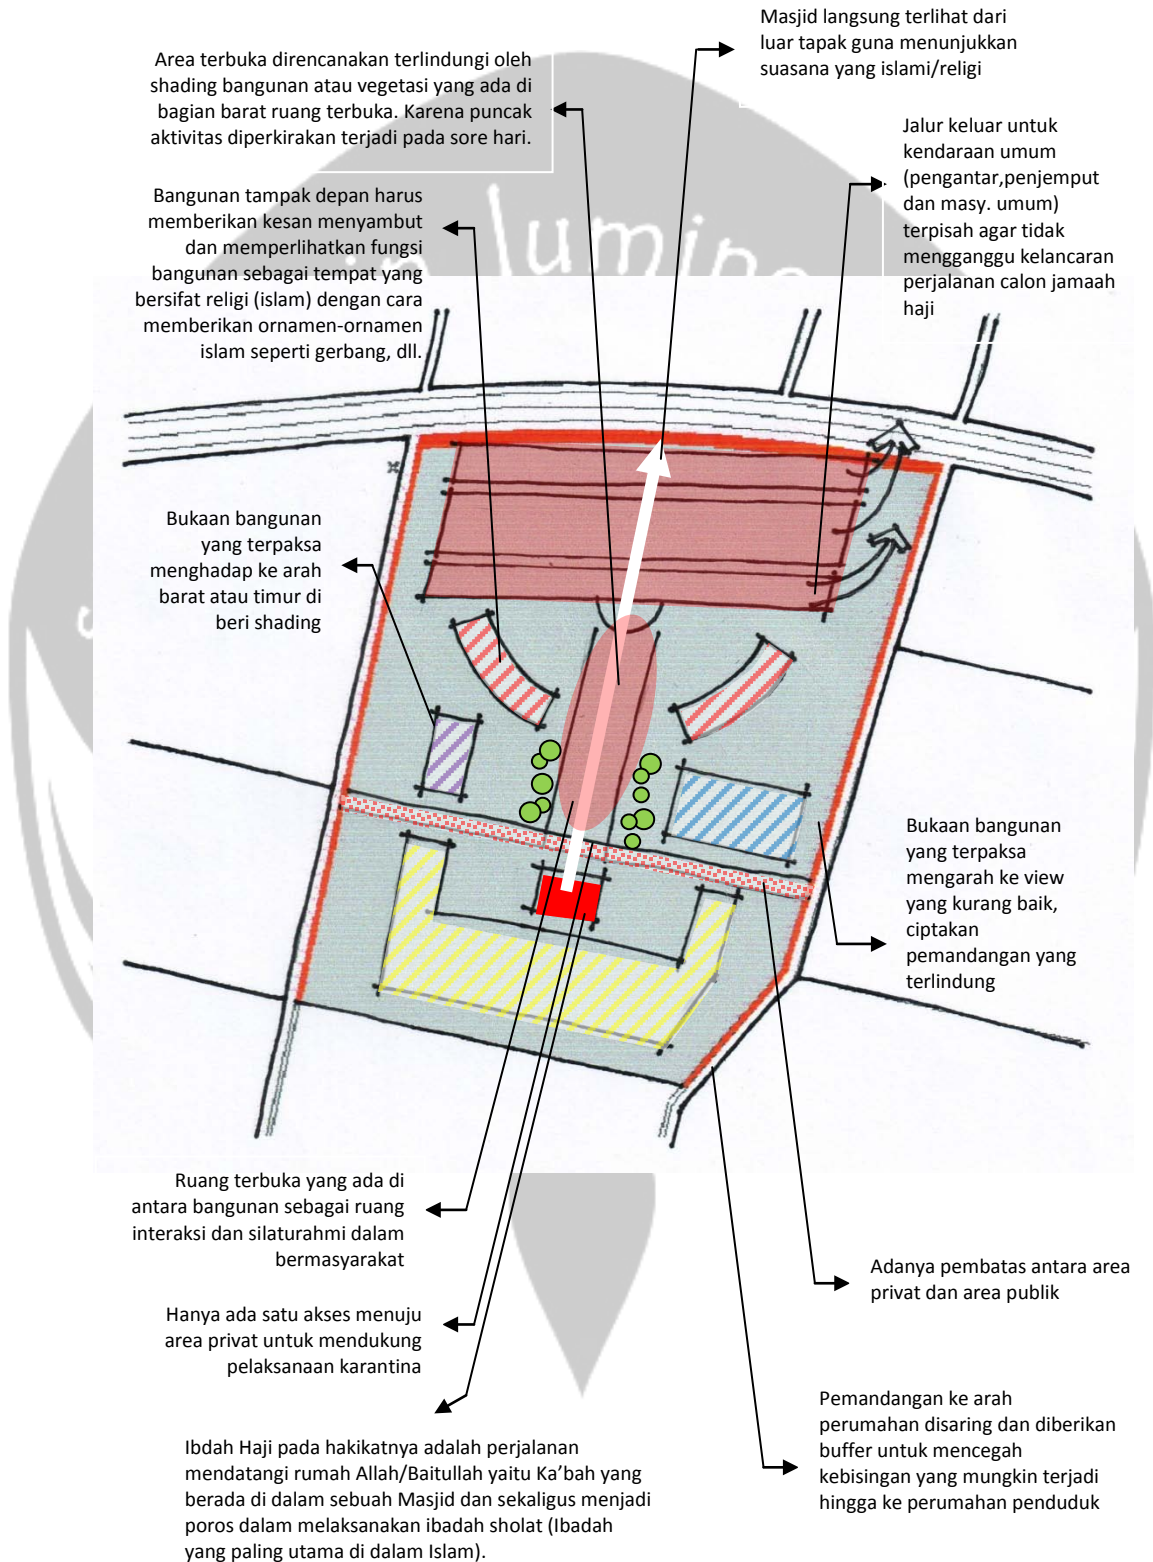 Masjid langsung terlihat dari
luar tapak guna menunjukkan
suasana yang islami/religi
Area terbuka direncanakan terlindungi oleh
shading bangunan atau vegetasi yang ada di
bagian barat ruang terbuka. Karena puncak
aktivitas diperkirakan terjadi pada sore hari.
Jalur keluar untuk
kendaraan umum
(pengantar,penjemput
dan masy. umum)
terpisah agar tidak
mengganggu kelancaran
perjalanan calon jamaah
haji
Bangunan tampak depan harus
memberikan kesan menyambut
dan memperlihatkan fungsi
bangunan sebagai tempat yang
bersifat religi (islam) dengan cara
memberikan ornamen-ornamen
islam seperti gerbang, dll.
in lumine
Bukaan bangunan
yang terpaksa
menghadap ke arah
barat atau timur di
beri shading
Bukaan bangunan
yang terpaksa
mengarah ke view
yang kurang baik,
ciptakan
pemandangan yang
terlindung
Ruang terbuka yang ada di
antara bangunan sebagai ruang
interaksi dan silaturahmi dalam
bermasyarakat
Adanya pembatas antara area
privat dan area publik
Hanya ada satu akses menuju
area privat untuk mendukung
pelaksanaan karantina
Pemandangan ke arah
perumahan disaring dan diberikan
buffer untuk mencegah
kebisingan yang mungkin terjadi
hingga ke perumahan penduduk
Ibdah Haji pada hakikatnya adalah perjalanan
mendatangi rumah Allah/Baitullah yaitu Ka’bah yang
berada di dalam sebuah Masjid dan sekaligus menjadi
poros dalam melaksanakan ibadah sholat (Ibadah
yang paling utama di dalam Islam).